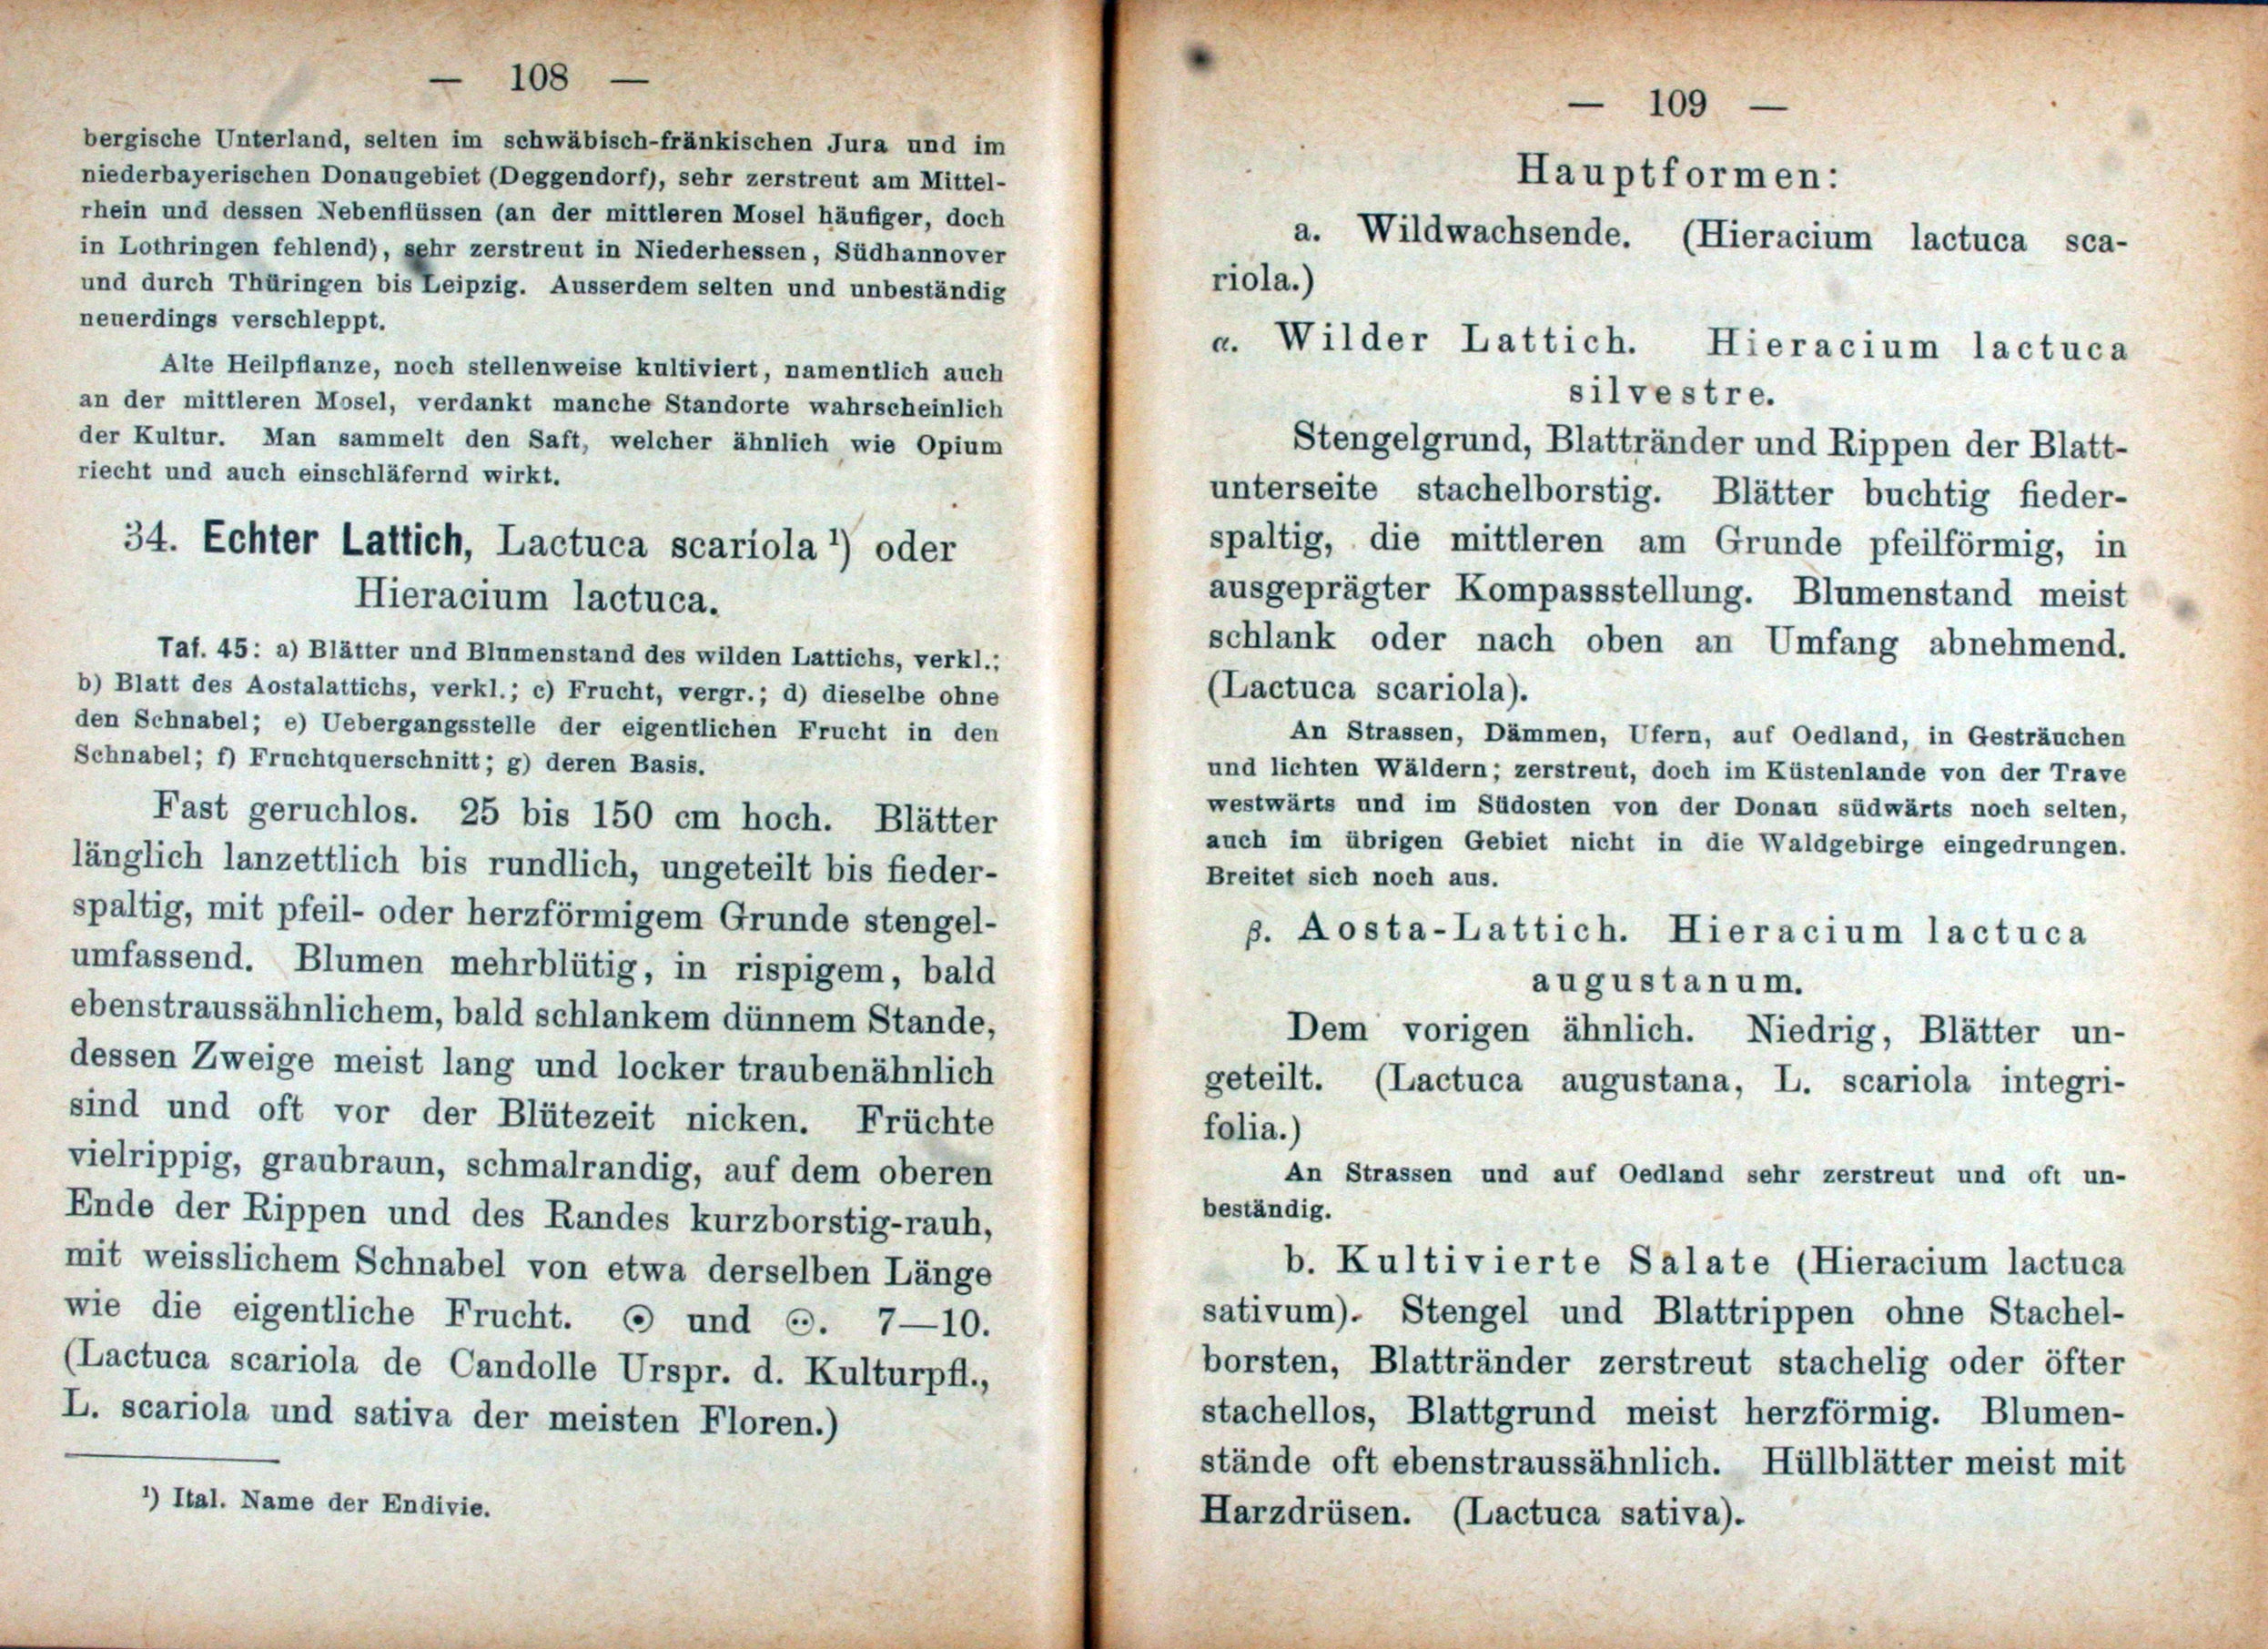 — 108 —
bergische Unterland, selten im schwäbisch-fränkischen Jura und im
niederbayerischen Donaugebiet (Deggendorf), sehr zerstreut am Mittel-
rhein und dessen Nebenflüssen (an der mittleren Mosel häufiger, doch
in Lothringen fehlend), sehr zerstreut in Niederhessen, Südhannover
und durch Thüringen bis Leipzig. Ausserdem selten und unbeständig
neuerdings verschleppt.
Alte Heilpflanze, noch stellenweise kultiviert, namentlich auch
an der mittleren Mosel, verdankt manche Standorte wahrscheinlich
der Kultur. Man sammelt den Saft, welcher ähnlich wie Opium
riecht und auch einschläfernd wirkt.
34. Echter Lattich, Lactuca scariola ¹) oder
Hieracium lactuca.
Taf. 45: a) Blätter und Blumenstand des wilden Lattichs, verkl.;
b) Blatt des Aostalattichs, verkl.; c) Frucht, vergr.; d) dieselbe ohne
den Schnabel; e) Uebergangsstelle der eigentlichen Frucht in den
Schnabel; f) Fruchtquerschnitt; g) deren Basis.
Fast geruchlos. 25 bis 150 cm hoch. Blätter
länglich lanzettlich bis rundlich, ungeteilt bis fieder-
spaltig, mit pfeil- oder herzförmigem Grunde stengel-
umfassend. Blumen mehrblütig, in rispigem, bald
ebenstraussähnlichem, bald schlankem dünnem Stande,
dessen Zweige meist lang und locker traubenähnlich
sind und oft vor der Blütezeit nicken. Früchte
vielrippig, graubraun, schmalrandig, auf dem oberen
Ende der Rippen und des Randes kurzborstig-rauh,
mit weisslichem Schnabel von etwa derselben Länge
wie die eigentliche Frucht. ⊙ und ⚇. 7—10.
(Lactuca scariola de Candolle Urspr. d. Kulturpfl.,
L. scariola und sativa der meisten Floren.)
¹) Ital. Name der Endivie.
— 109 —
Hauptformen:
a. Wildwachsende. (Hieracium lactuca sca-
riola.)
α. Wilder Lattich. Hieracium lactuca
silvestre.
Stengelgrund, Blattränder und Rippen der Blatt-
unterseite stachelborstig. Blätter buchtig fieder-
spaltig, die mittleren am Grunde pfeilförmig, in
ausgeprägter Kompassstellung. Blumenstand meist
schlank oder nach oben an Umfang abnehmend.
(Lactuca scariola).
An Strassen, Dämmen, Ufern, auf Oedland, in Gesträuchen
und lichten Wäldern; zerstreut, doch im Küstenlande von der Trave
westwärts und im Südosten von der Donau südwärts noch selten,
auch im übrigen Gebiet nicht in die Waldgebirge eingedrungen.
Breitet sich noch aus.
β. Aosta-Lattich. Hieracium lactuca
augustanum.
Dem vorigen ähnlich. Niedrig, Blätter un-
geteilt. (Lactuca augustana, L. scariola integri-
folia.)
An Strassen und auf Oedland sehr zerstreut und oft un-
beständig.
b. Kultivierte Salate (Hieracium lactuca
sativum). Stengel und Blattrippen ohne Stachel-
borsten, Blattränder zerstreut stachelig oder öfter
stachellos, Blattgrund meist herzförmig. Blumen-
stände oft ebenstraussähnlich. Hüllblätter meist mit
Harzdrüsen. (Lactuca sativa).